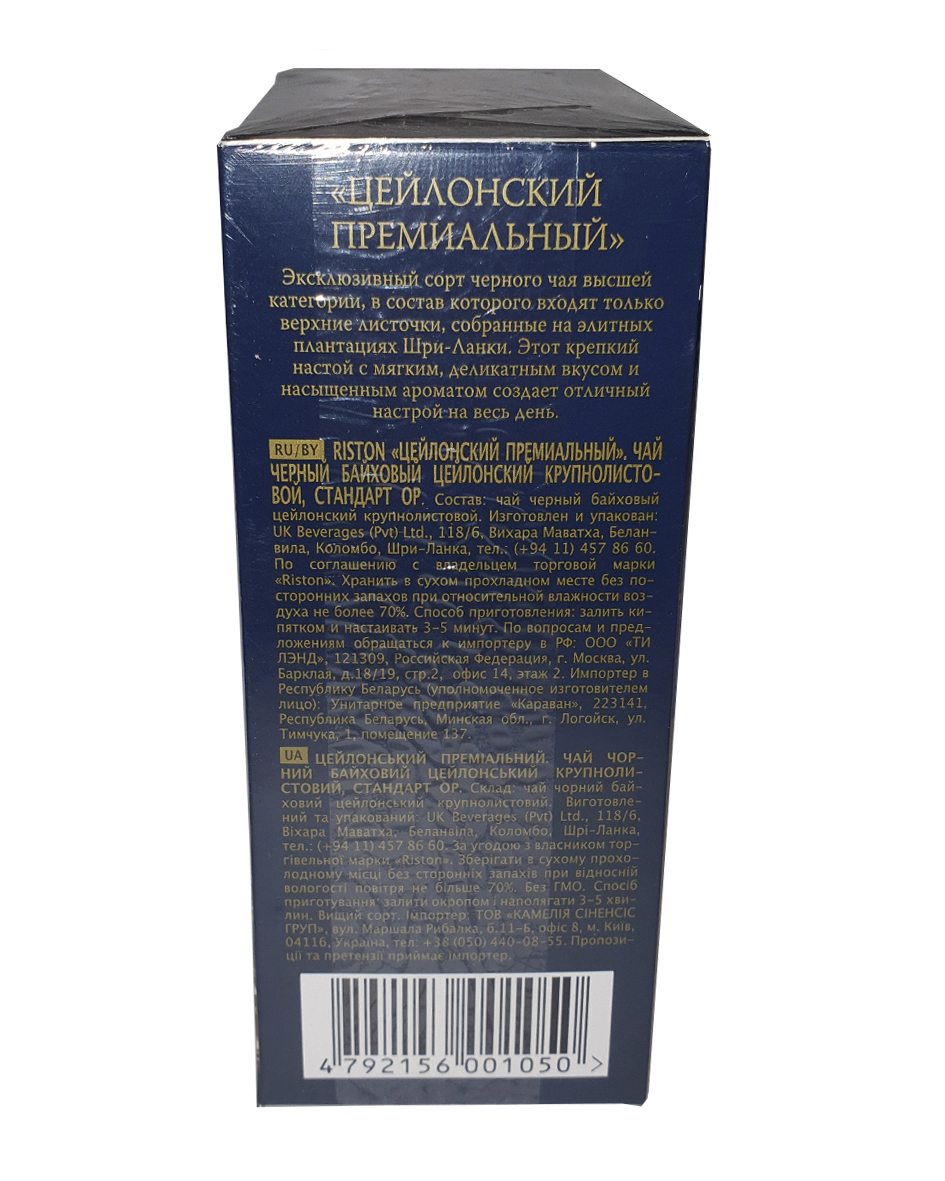 «ЦЕЙЛОНСКИЙ
ПРЕМИАЛЬНЫЙ»
Эксклюзивный сорт черного чая высшей
категории, в состав которого входят только
верхние листочки, собранные на элитных
плантациях Шри-Ланки. Этот крепкий
настой с мягким, деликатным вкусом и
насыщенным ароматом создает отличный
настрой на весь день.
RU/BY RISTON «ЦЕЙЛОНСКИЙ ПРЕМИАЛЬНЫЙ». ЧАЙ
ЧЕРНЫЙ БАЙХОВЫЙ ЦЕЙЛОНСКИЙ КРУПНОЛИСТО-
ВОЙ, СТАНДАРТ ОР. Состав: чай черный байховый
цейлонский крупнолистовой. Изготовлен и упакован:
UK Beverages (Pvt) Ltd., 118/6, Вихара Маватха, Белан-
вила, Коломбо, Шри-Ланка, тел.: (+94 11) 457 86 60.
По соглашению с владельцем торговой марки
«Riston». Хранить в сухом прохладном месте без по-
сторонних запахов при относительной влажности воз-
духа не более 70%. Способ приготовления: залить ки-
пятком и настаивать 3–5 минут. По вопросам и пред-
ложениям обращаться к импортеру в РФ: ООО «ТИ
ЛЭНД», 121309, Российская Федерация, г. Москва, ул.
Барклая, д.18/19, стр.2, офис 14, этаж 2. Импортер в
Республику Беларусь (уполномоченное изготовителем
лицо): Унитарное предприятие «Караван», 223141,
Республика Беларусь, Минская обл., г. Логойск, ул.
Тимчука, 1, помещение 137.
UA ЦЕЙЛОНСЬКИЙ ПРЕМІАЛЬНИЙ. ЧАЙ ЧОР-
НИЙ БАЙХОВИЙ ЦЕЙЛОНСЬКИЙ КРУПНОЛИ-
СТОВИЙ, СТАНДАРТ ОР. Склад: чай чорний бай-
ховий цейлонський крупнолистовий. Виготовле-
ний та упакований: UK Beverages (Pvt) Ltd., 118/6,
Віхара Маватха, Беланвіла, Коломбо, Шрі-Ланка,
тел.: (+94 11) 457 86 60. За угодою з власником тор-
гівельної марки «Riston». Зберігати в сухому прохо-
лодному місці без сторонніх запахів при відносній
вологості повітря не більше 70%. Без ГМО. Спосіб
приготування: залити окропом і наполягати 3–5 хви-
лин. Вищий сорт. Імпортер: ТОВ «КАМЕЛІЯ СІНЕНСІС
ГРУП», вул. Маршала Рибалка, б.11–Б, офіс 8, м. Київ,
04116, Україна, тел: +38 (050) 440–08–55. Пропози-
ції та претензії приймає імпортер.
4 792156 001050 >